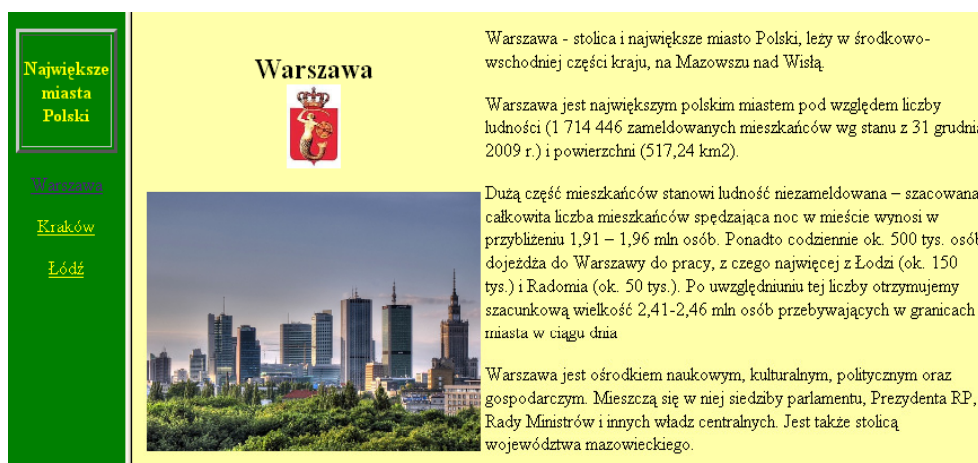 Największe
miasta
Polski
Warszawa
Kraków
Łódź
Warszawa
Warszawa - stolica i największe miasto Polski, leży w środkowo-
wschodniej części kraju, na Mazowszu nad Wisłą.
Warszawa jest największym polskim miastem pod względem liczby
ludności (1 714 446 zameldowanych mieszkańców wg stanu z 31 grudnia
2009 r.) i powierzchni (517,24 km2).
Dużą część mieszkańców stanowi ludność niezameldowana – szacowana
całkowita liczba mieszkańców spędzająca noc w mieście wynosi w
przybliżeniu 1,91 – 1,96 mln osób. Ponadto codziennie ok. 500 tys. osób
dojeżdża do Warszawy do pracy, z czego najwięcej z Łodzi (ok. 150
tys.) i Radomia (ok. 50 tys.). Po uwzględniuniu tej liczby otrzymujemy
szacunkową wielkość 2,41-2,46 mln osób przebywających w granicach
miasta w ciągu dnia
Warszawa jest ośrodkiem naukowym, kulturalnym, politycznym oraz
gospodarczym. Mieszczą się w niej siedziby parlamentu, Prezydenta RP,
Rady Ministrów i innych władz centralnych. Jest także stolicą
województwa mazowieckiego.